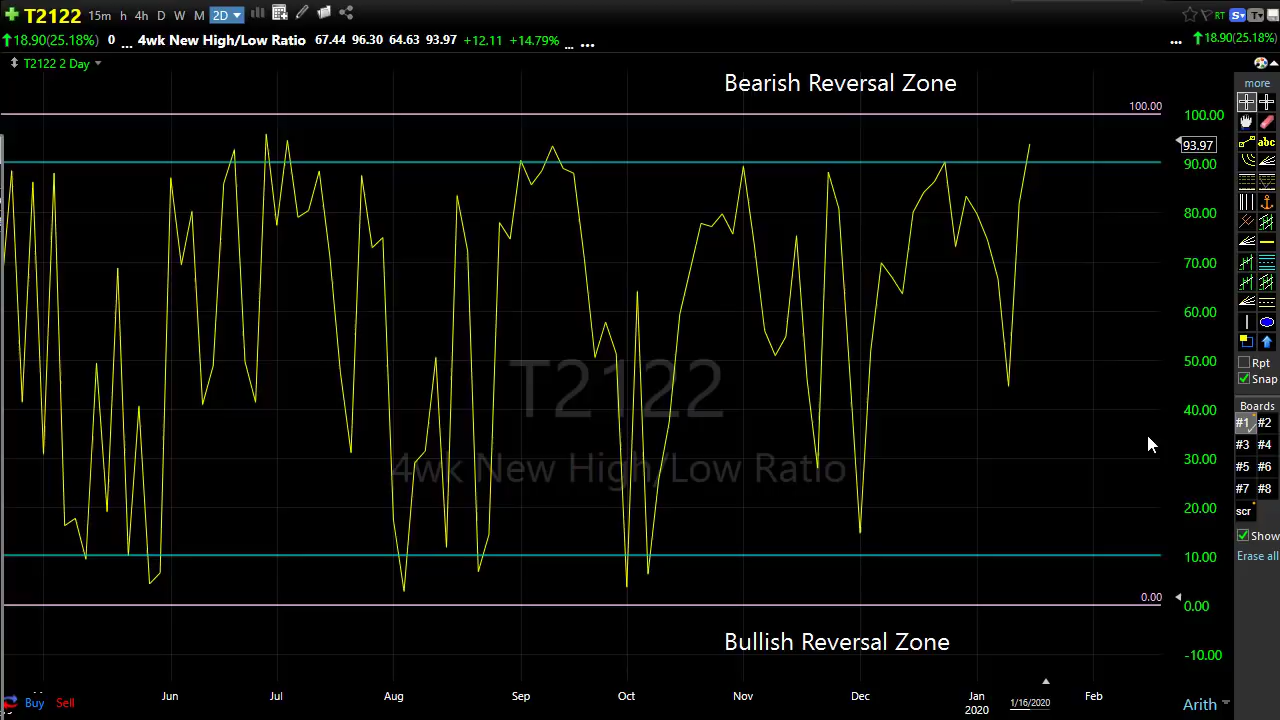 T2122 15m h 4h D W M 2D RT S T
18.90(25.18%) 0 ... 4wk New High/Low Ratio 67.44 96.30 64.63 93.97 +12.11 +14.79% ... ... ... 18.90(25.18%)
T2122 2 Day
Bearish Reversal Zone
more
100.00 100.00
93.97
abc
90.00
80.00
70.00
60.00
T2122
50.00
Rpt
Snap
Boards
40.00
#1 #2
#3 #4
4wk New High/Low Ratio
30.00
#5 #6
#7 #8
20.00
scr
Show
10.00
Erase all
0.00 0.00
Bullish Reversal Zone
-10.00
Jun Jul Aug Sep Oct Nov Dec Jan Feb
Buy Sell
2020 1/16/2020
Arith